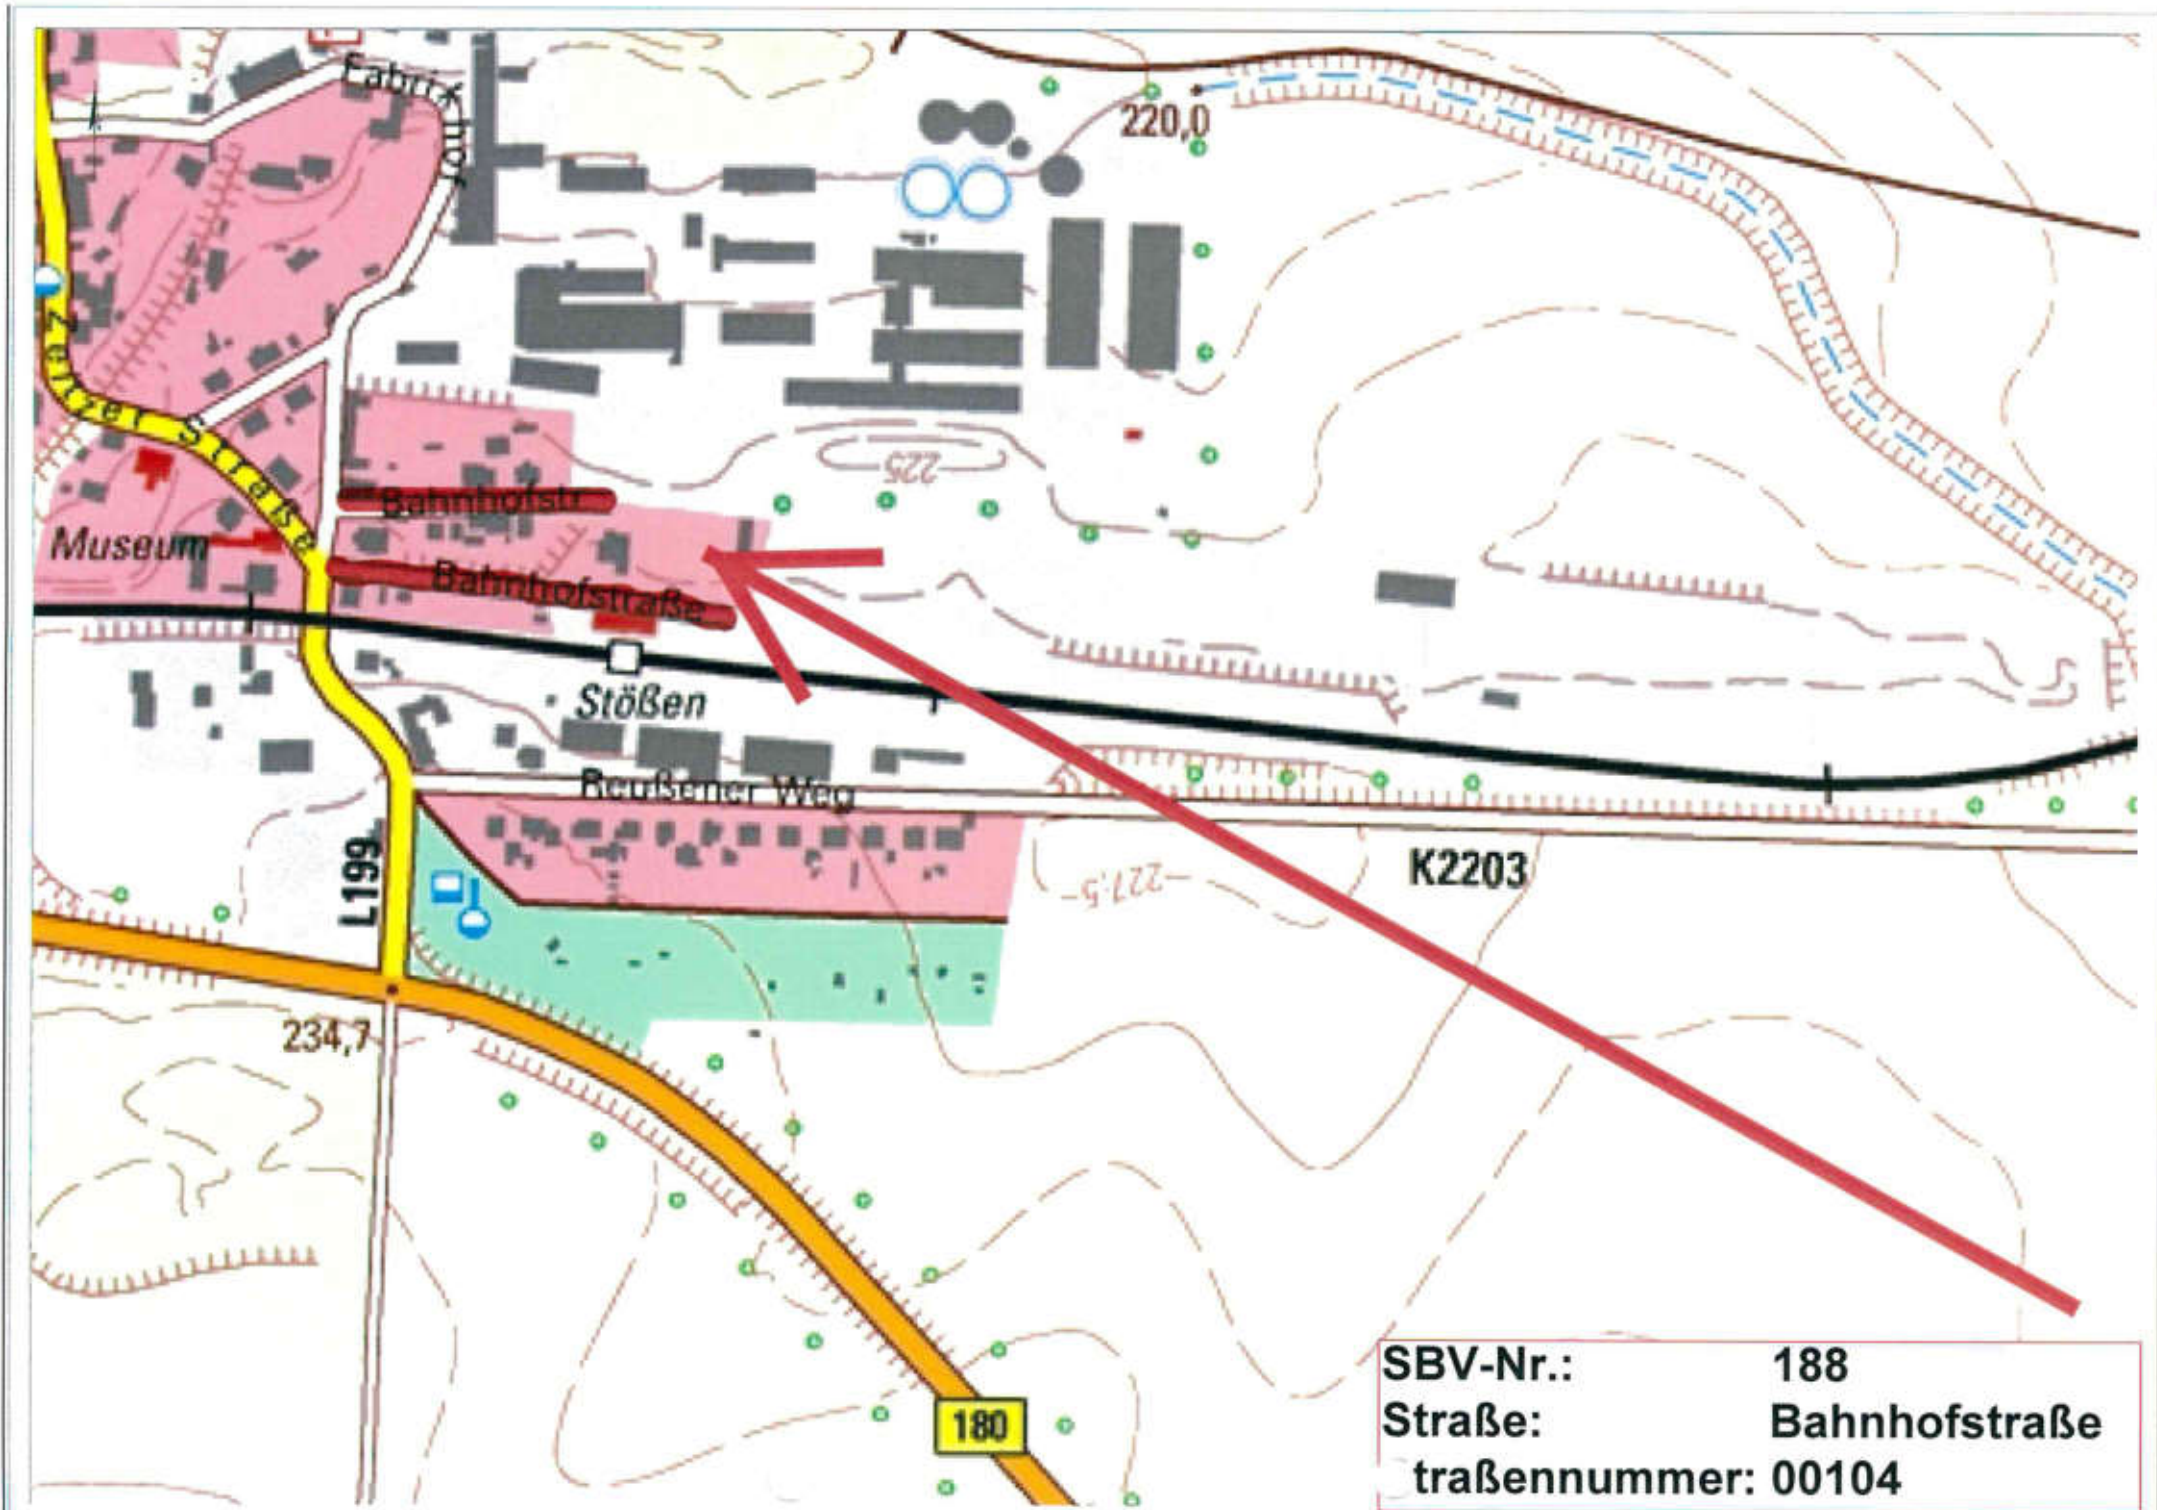 Fabrikhof
220,0
Zeitzer Straße
225
Bahnhofstr
Museum
Bahnhofstraße
Stößen
Reußener Weg
L199
K2203
227,5
234,7
180
SBV-Nr.: 188
Straße: Bahnhofstraße
traßennummer: 00104